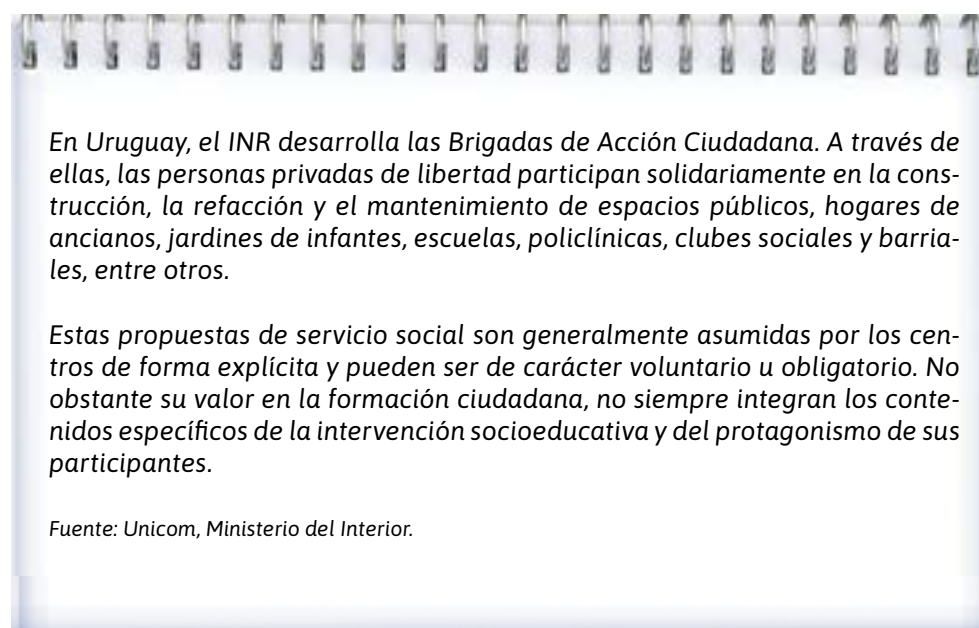 En Uruguay, el INR desarrolla las Brigadas de Acción Ciudadana. A través de
ellas, las personas privadas de libertad participan solidariamente en la cons-
trucción, la refacción y el mantenimiento de espacios públicos, hogares de
ancianos, jardines de infantes, escuelas, policlínicas, clubes sociales y barria-
les, entre otros.
Estas propuestas de servicio social son generalmente asumidas por los cen-
tros de forma explícita y pueden ser de carácter voluntario u obligatorio. No
obstante su valor en la formación ciudadana, no siempre integran los conte-
nidos específicos de la intervención socioeducativa y del protagonismo de sus
participantes.
Fuente: Unicom, Ministerio del Interior.